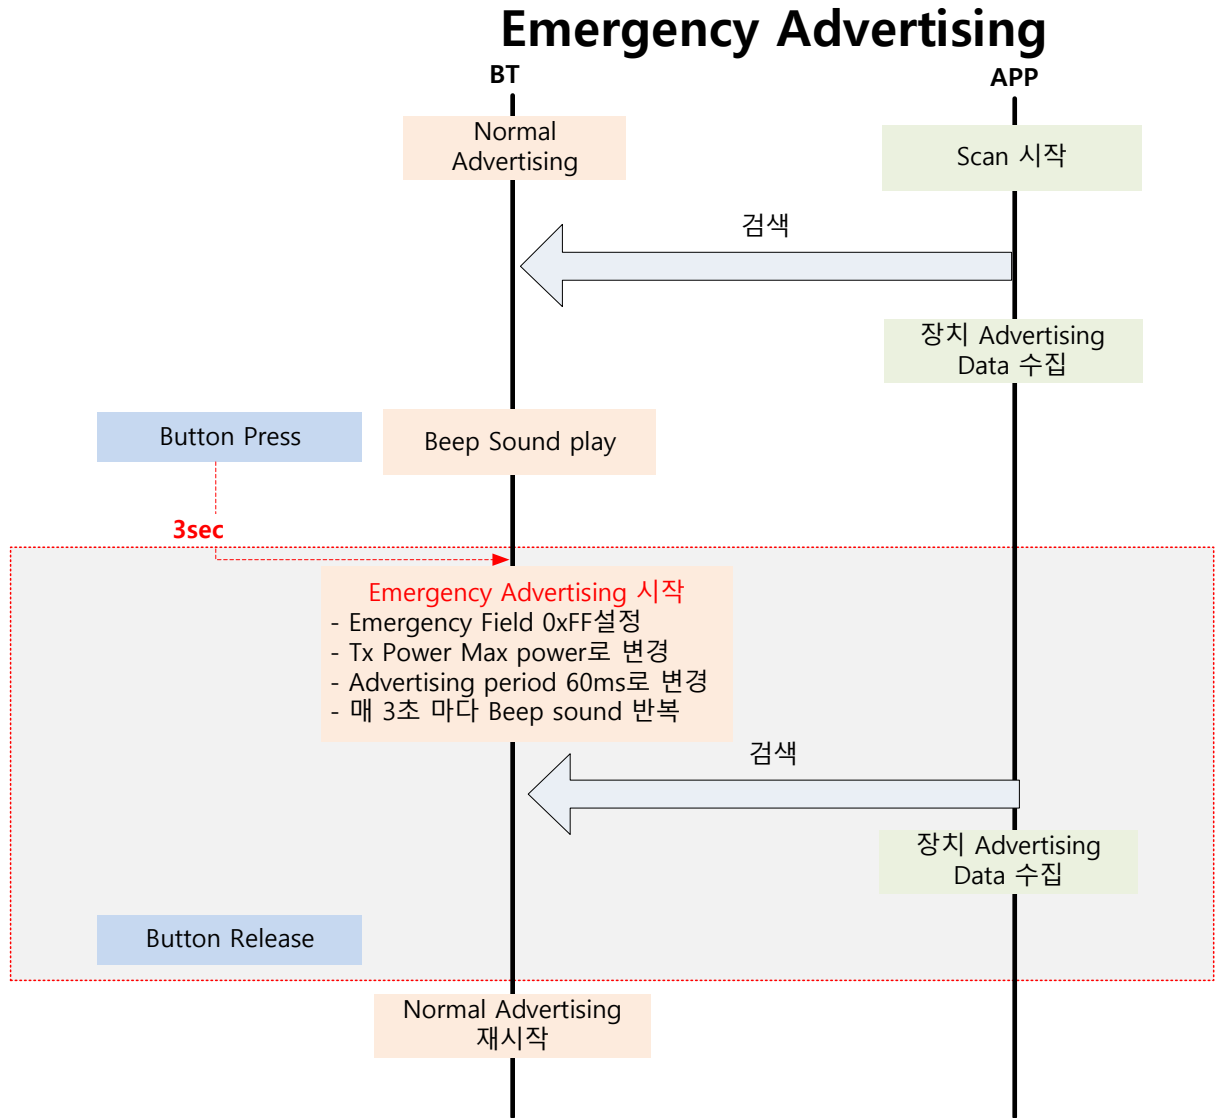 Emergency Advertising
BT
APP
Normal
Advertising
Scan 시작
검색
장치 Advertising
Data 수집
Button Press
Beep Sound play
3sec
Emergency Advertising 시작
- Emergency Field 0xFF설정
- Tx Power Max power로 변경
- Advertising period 60ms로 변경
- 매 3초 마다 Beep sound 반복
검색
장치 Advertising
Data 수집
Button Release
Normal Advertising
재시작